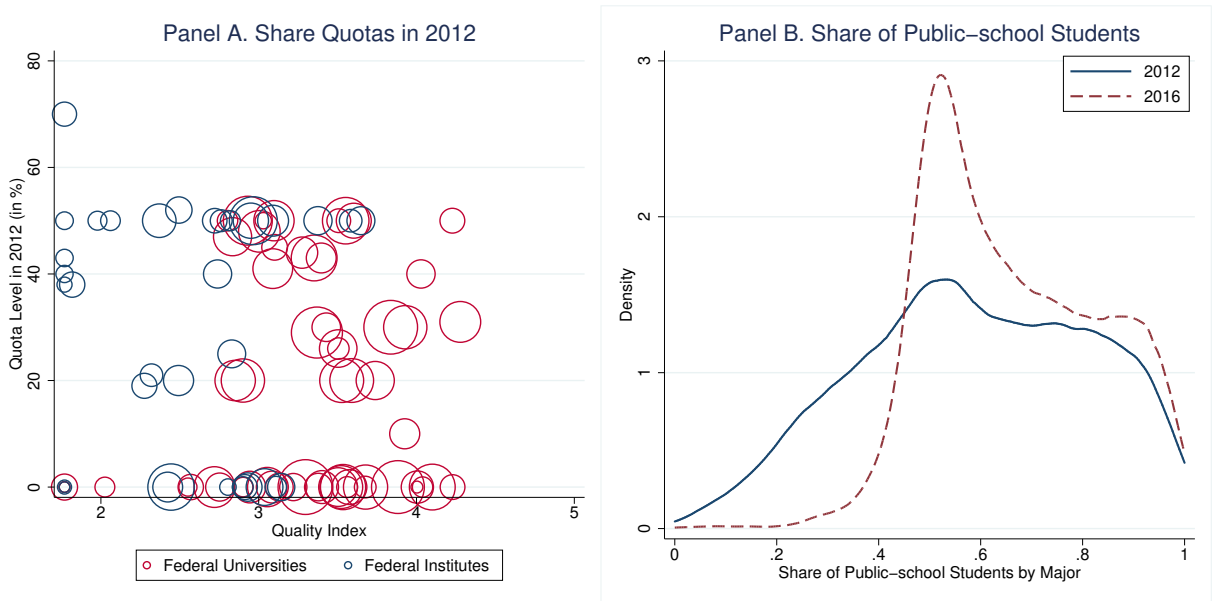 Panel A. Share Quotas in 2012
Quota Level in 2012 (in %)
80
60
40
20
0
2
3
4
5
Quality Index
Federal Universities
Federal Institutes
Panel B. Share of Public−school Students
2012
2016
Density
3
2
1
0
0
.2
.4
.6
.8
1
Share of Public−school Students by Major